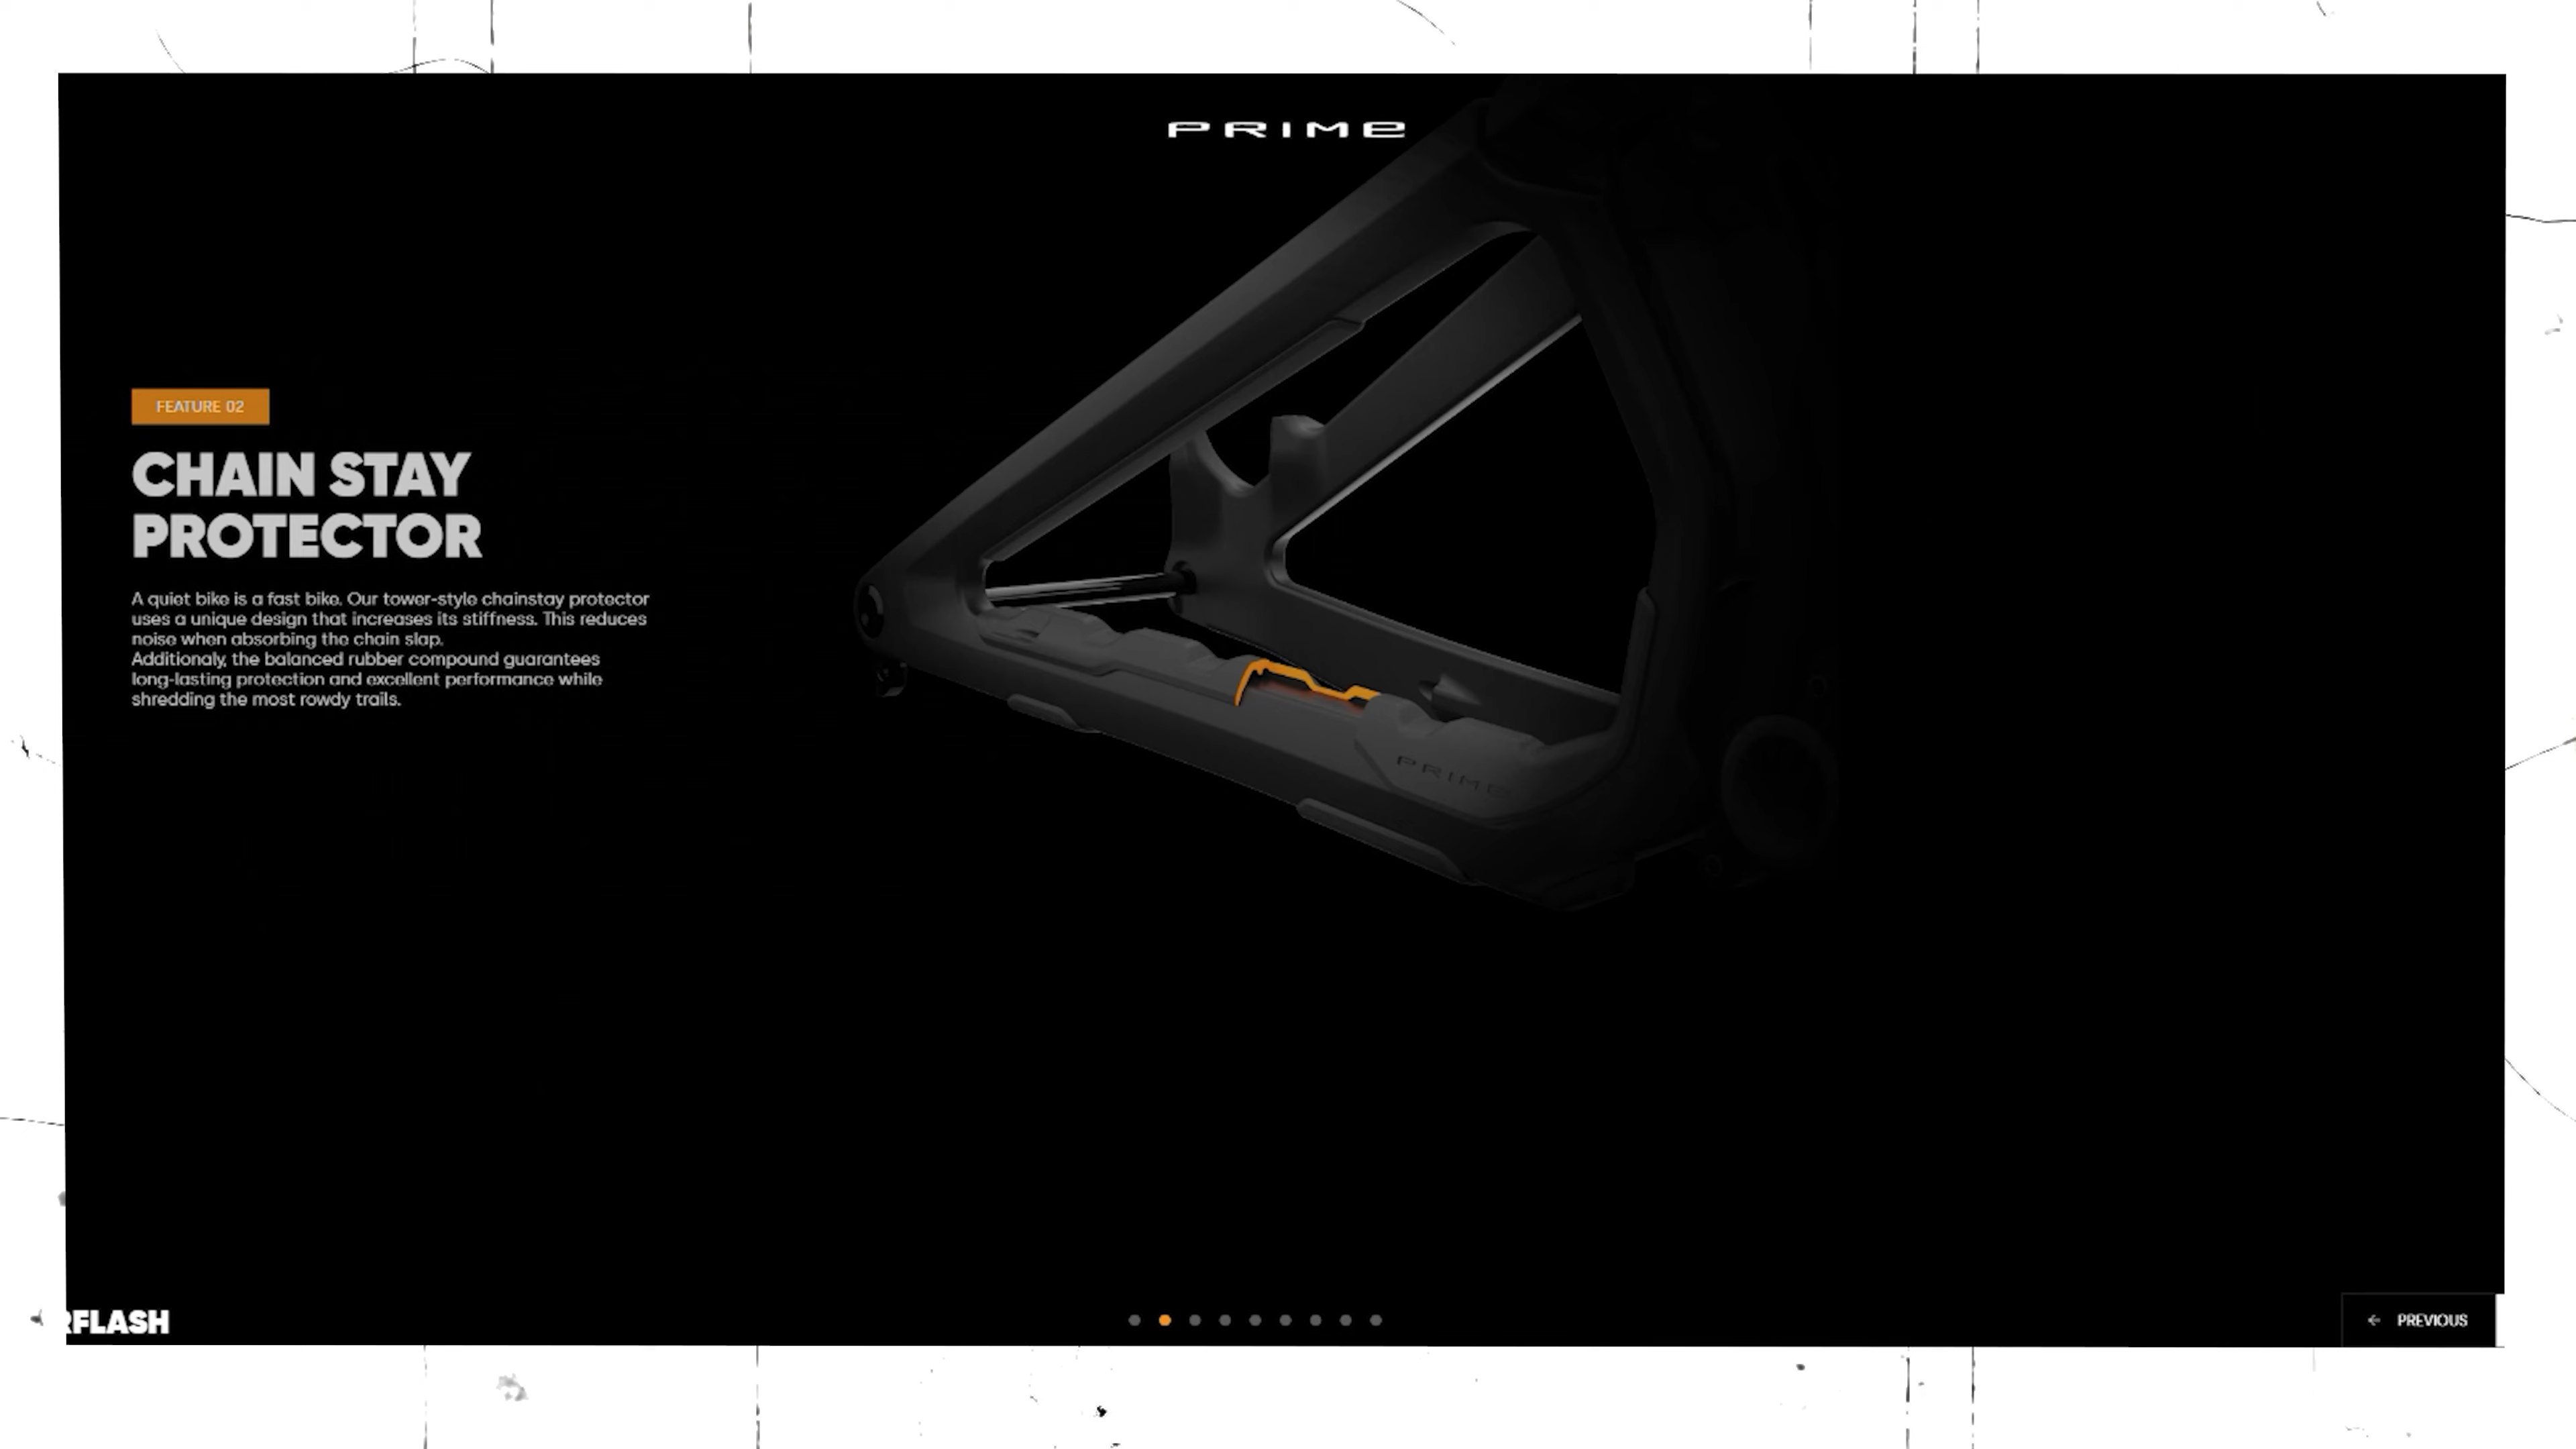 PRIME
FEATURE 02
CHAIN STAY
PROTECTOR
A quiet bike is a fast bike. Our tower-style chainstay protector
uses a unique design that increases its stiffness. This reduces
noise when absorbing the chain slap.
Additionaly, the balanced rubber compound guarantees
long-lasting protection and excellent performance while
shredding the most rowdy trails.
PRIME
RFLASH
← PREVIOUS